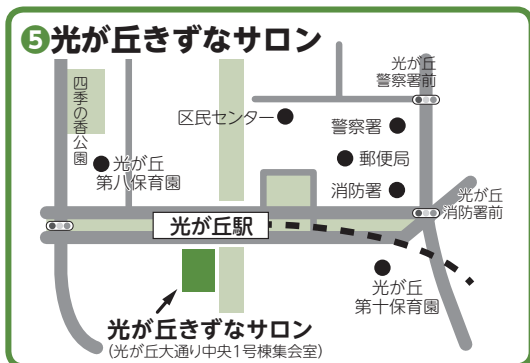 ❺光が丘きずなサロン
四季の香公園
区民センター
光が丘
警察署前
警察署
郵便局
光が丘
第八保育園
消防署
光が丘
消防署前
光が丘駅
光が丘
第十保育園
光が丘きずなサロン
(光が丘大通り中央1号棟集会室)